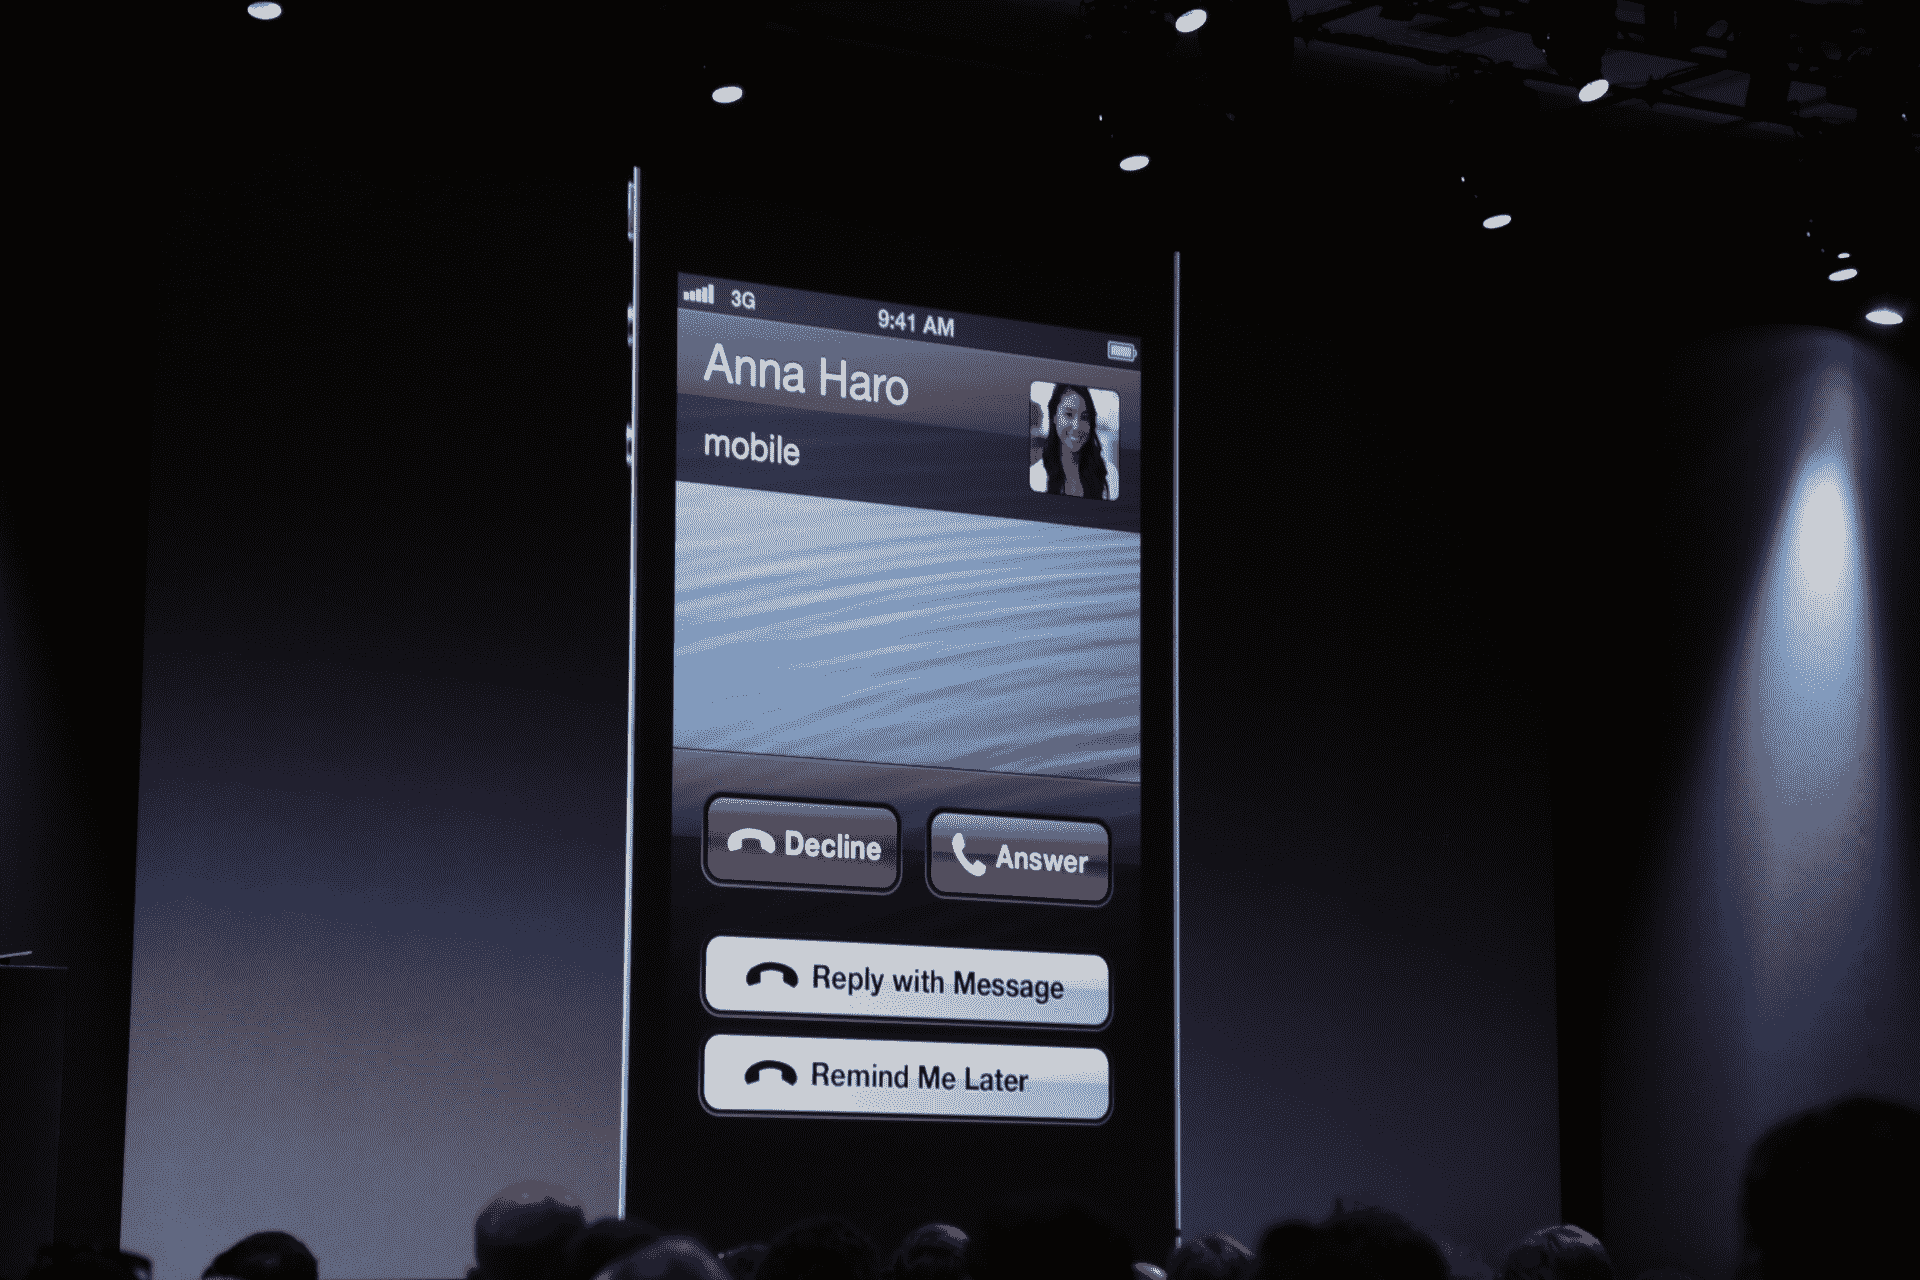 3G
9:41 AM
Anna Haro
mobile
Decline
Answer
Reply with Message
Remind Me Later